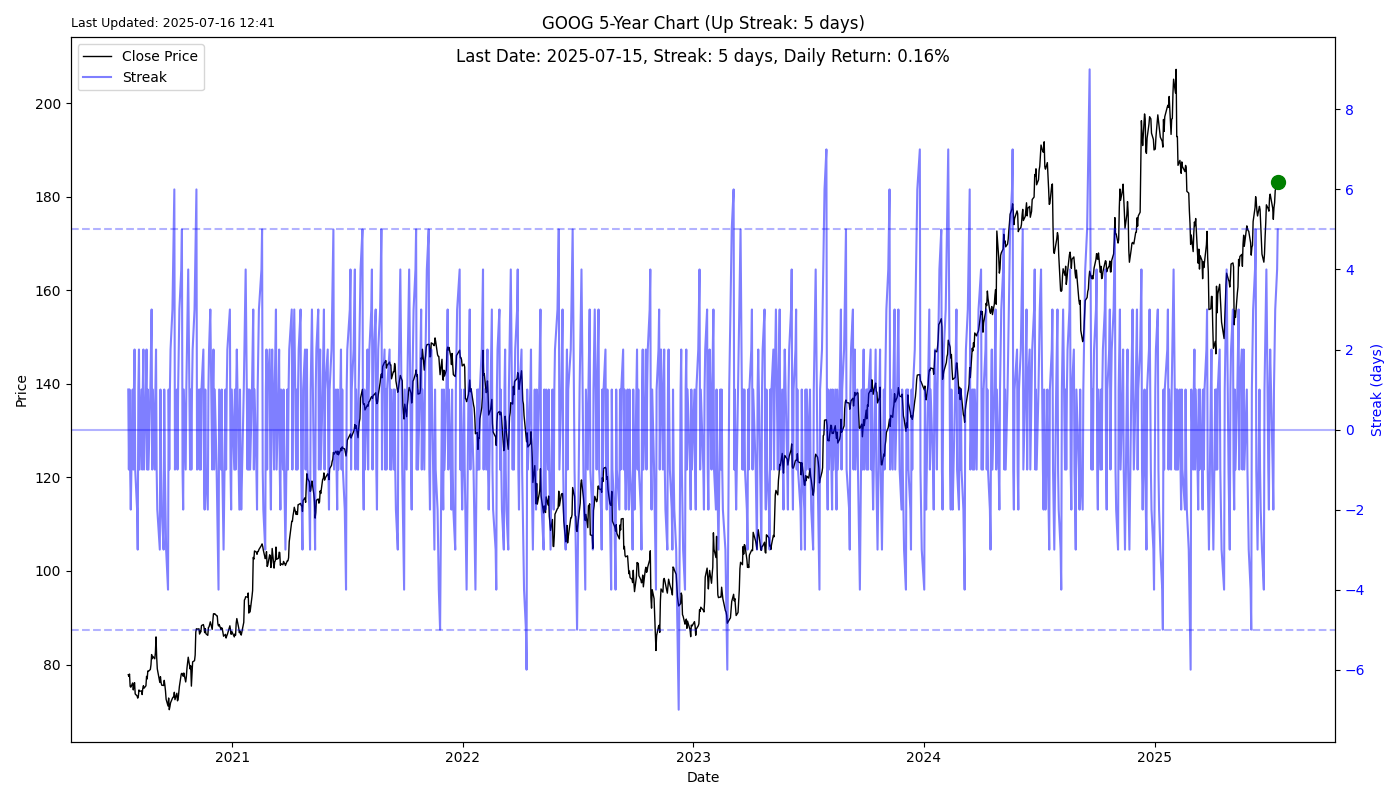 Last Updated: 2025-07-16 12:41
GOOG 5-Year Chart (Up Streak: 5 days)
Last Date: 2025-07-15, Streak: 5 days, Daily Return: 0.16%
Close Price
Streak
200
180
160
140
120
100
80
Price
8
6
4
2
0
−2
−4
−6
Streak (days)
2021
2022
2023
2024
2025
Date